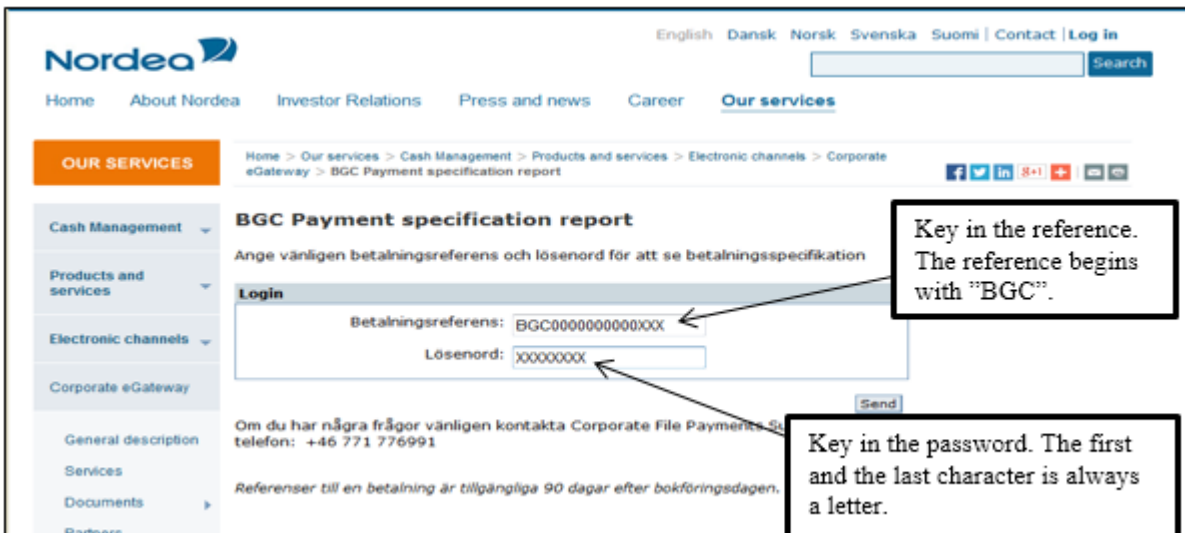 English Dansk Norsk Svenska Suomi | Contact | Log in
Nordea
Search
Home About Nordea Investor Relations Press and news Career Our services
OUR SERVICES
Home > Our services > Cash Management > Products and services > Electronic channels > Corporate
eGateway > BGC Payment specification report
Cash Management
Products and
services
Electronic channels
Corporate eGateway
General description
Services
Documents
Partners
BGC Payment specification report
Ange vänligen betalningsreferens och lösenord för att se betalningsspecifikation
Login
Betalningsreferens: BGC0000000000XXX
Lösenord: XXXXXXXX
Send
Om du har några frågor vänligen kontakta Corporate File Payments
telefon: +46 771 776991
Referenser till en betalning är tillgängliga 90 dagar efter bokföringsdagen.
Key in the reference.
The reference begins
with ”BGC”.
Key in the password. The first
and the last character is always
a letter.